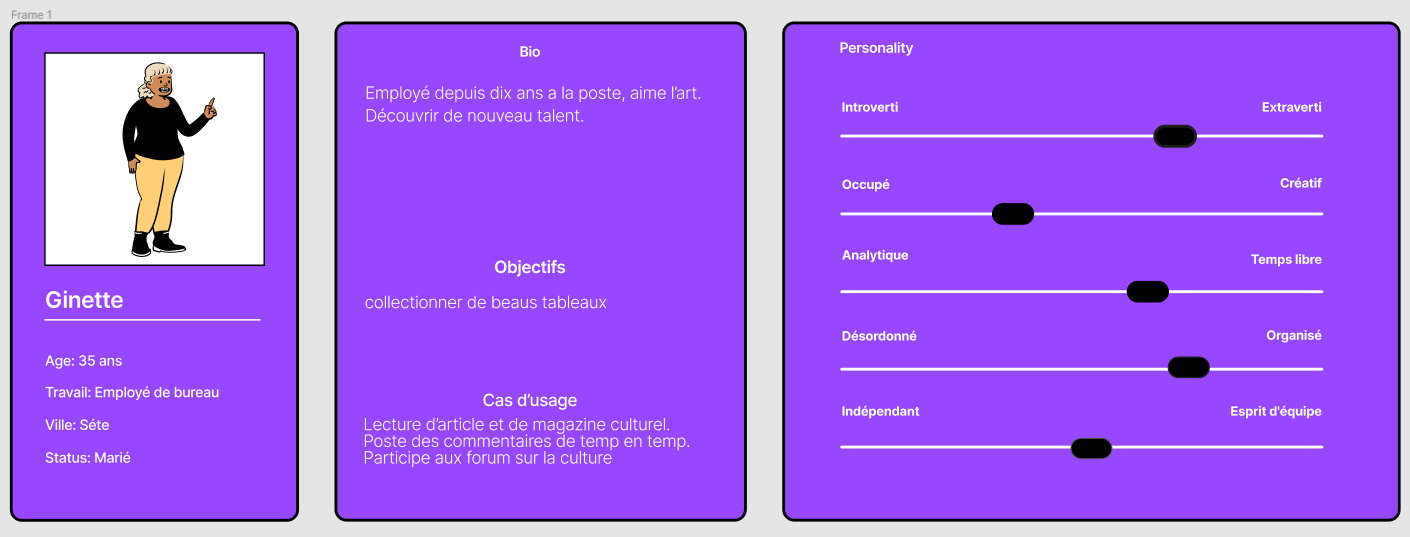 Frame 1
Ginette
Age: 35 ans
Travail: Employé de bureau
Ville: Séte
Status: Marié
Bio
Employé depuis dix ans a la poste, aime l’art.
Découvrir de nouveau talent.
Objectifs
collectionner de beaus tableaux
Cas d’usage
Lecture d’article et de magazine culturel.
Poste des commentaires de temp en temp.
Participe aux forum sur la culture
Personality
Introverti
Extraverti
Occupé
Créatif
Analytique
Temps libre
Désordonné
Organisé
Indépendant
Esprit d'équipe